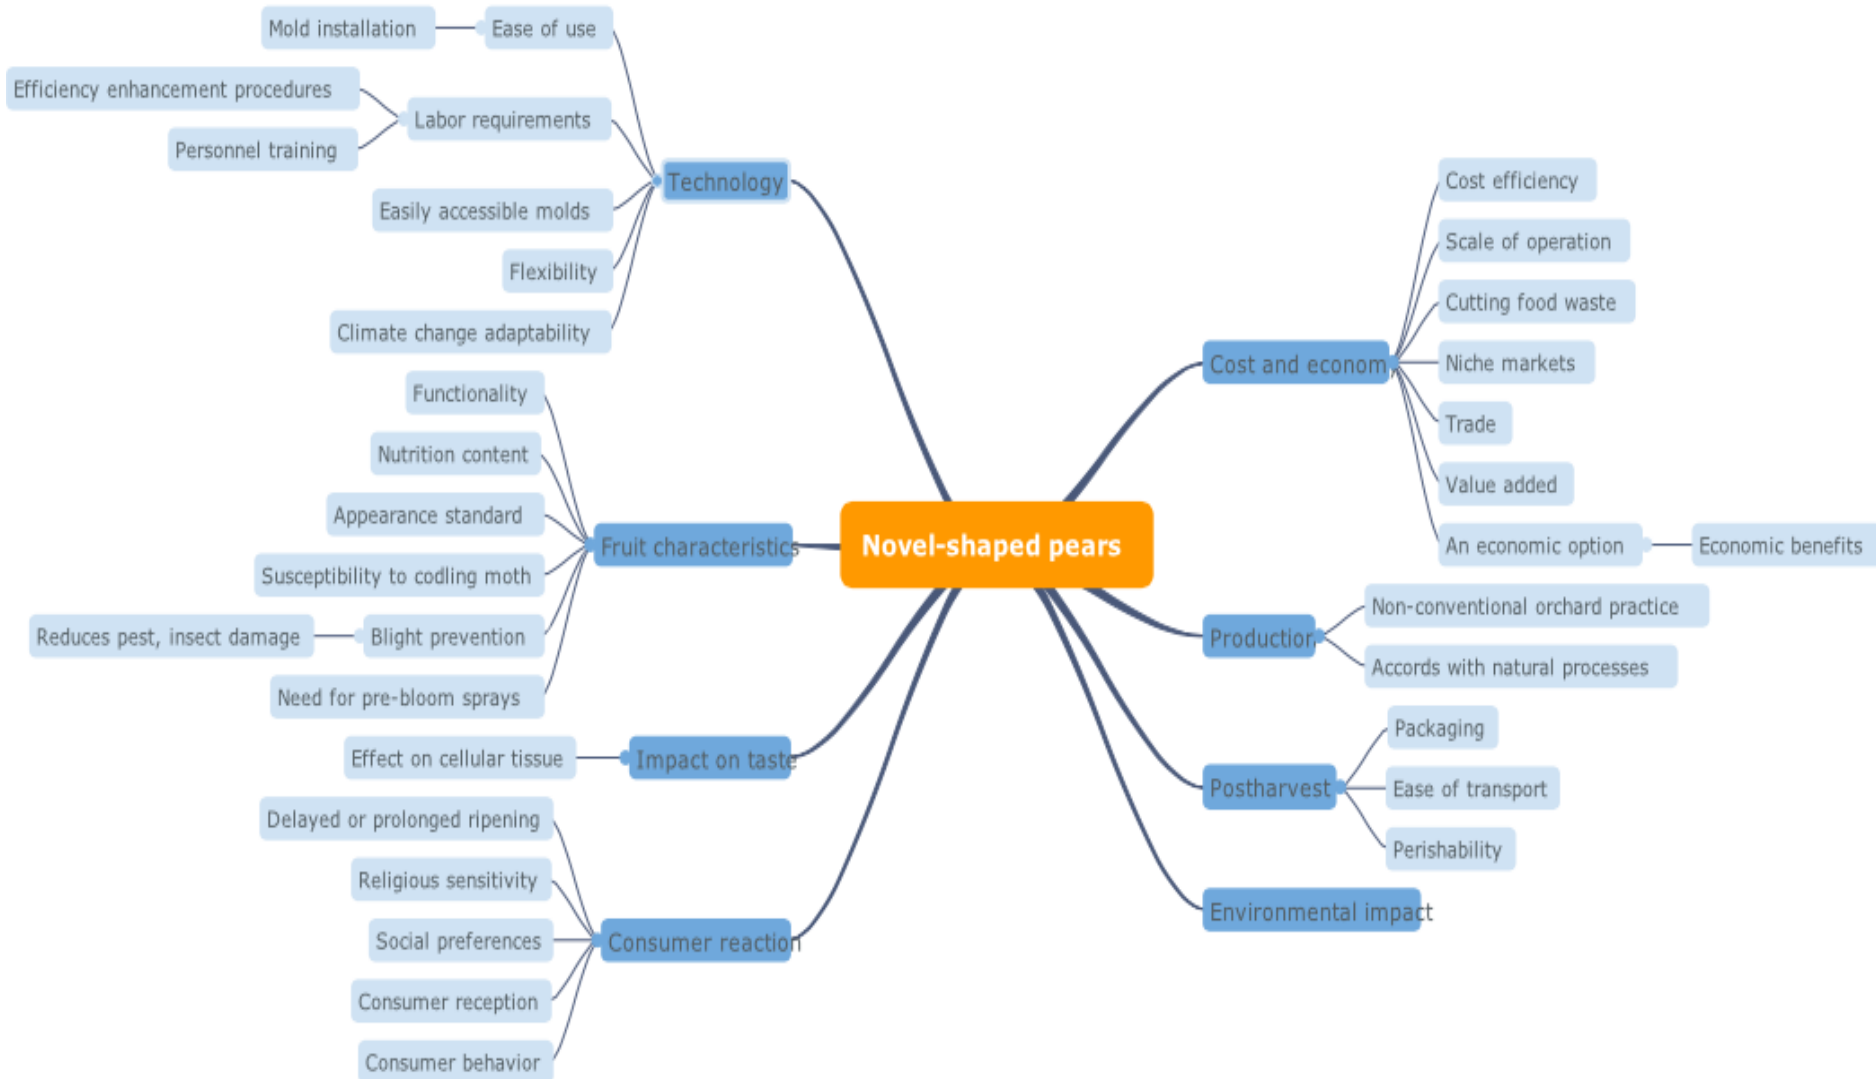 Novel-shaped pears
Technology
Ease of use
Mold installation
Labor requirements
Efficiency enhancement procedures
Personnel training
Easily accessible molds
Flexibility
Climate change adaptability
Fruit characteristics
Functionality
Nutrition content
Appearance standard
Susceptibility to codling moth
Blight prevention
Reduces pest, insect damage
Need for pre-bloom sprays
Impact on taste
Effect on cellular tissue
Consumer reaction
Delayed or prolonged ripening
Religious sensitivity
Social preferences
Consumer reception
Consumer behavior
Cost and econom
Cost efficiency
Scale of operation
Cutting food waste
Niche markets
Trade
Value added
An economic option
Economic benefits
Production
Non-conventional orchard practice
Accords with natural processes
Postharvest
Packaging
Ease of transport
Perishability
Environmental impact